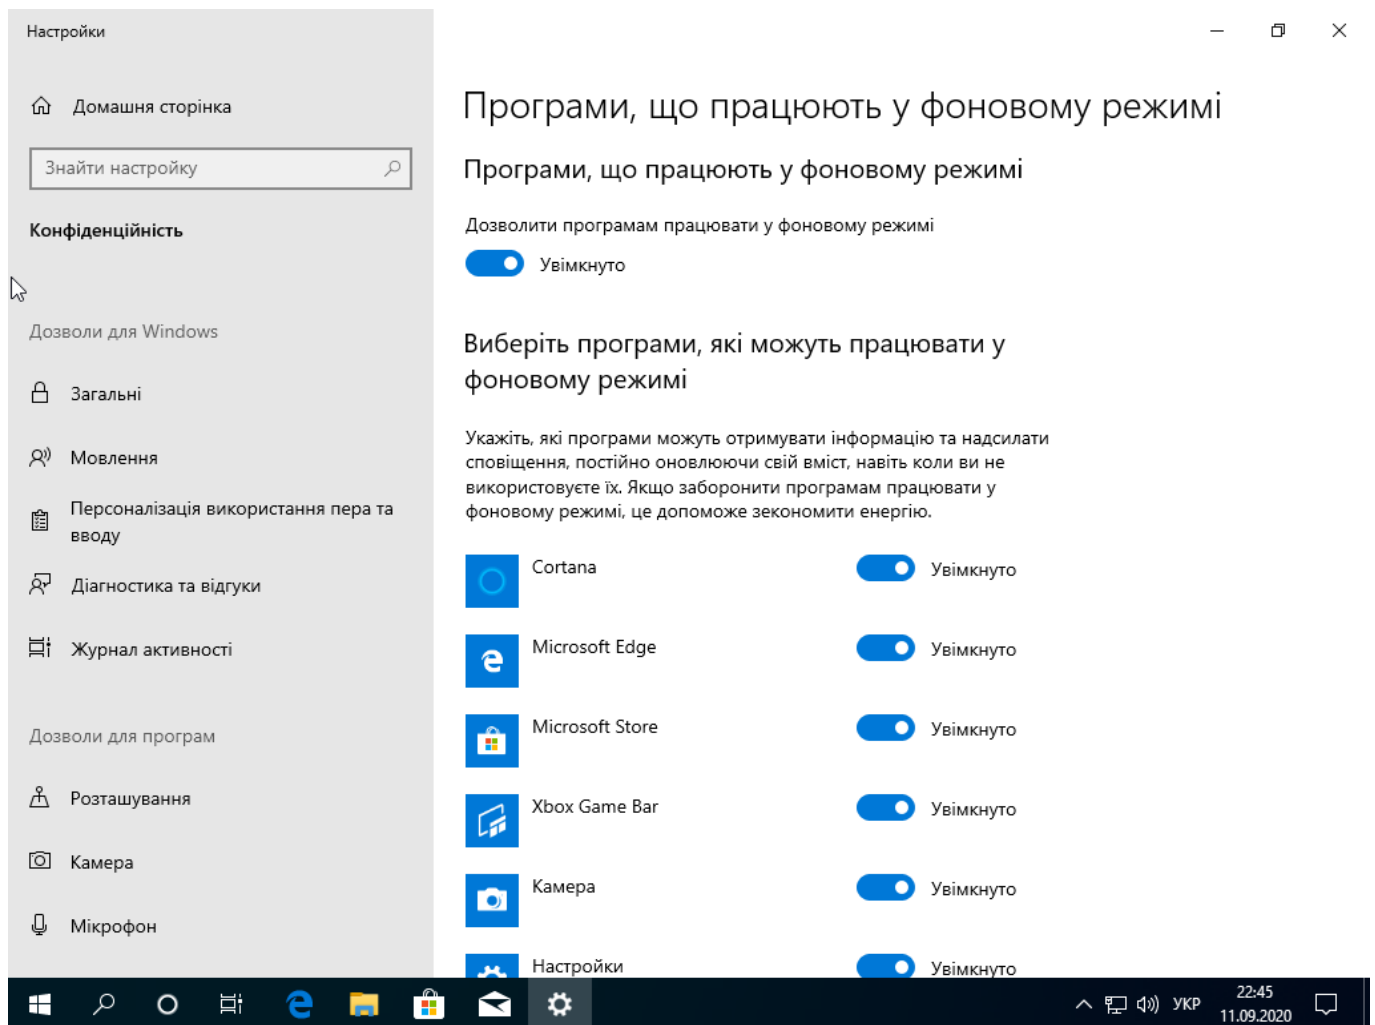 Настройки
Домашня сторінка
Знайти настройку
Конфіденційність
Дозволи для Windows
Загальні
Мовлення
Персоналізація використання пера та
вводу
Діагностика та відгуки
Журнал активності
Дозволи для програм
Розташування
Камера
Мікрофон
Програми, що працюють у фоновому режимі
Програми, що працюють у фоновому режимі
Дозволити програмам працювати у фоновому режимі
Увімкнуто
Виберіть програми, які можуть працювати у
фоновому режимі
Укажіть, які програми можуть отримувати інформацію та надсилати
сповіщення, постійно оновлюючи свій вміст, навіть коли ви не
використовуєте їх. Якщо заборонити програмам працювати у
фоновому режимі, це допоможе зекономити енергію.
Cortana Увімкнуто
Microsoft Edge Увімкнуто
Microsoft Store Увімкнуто
Xbox Game Bar Увімкнуто
Камера Увімкнуто
Настройки Увімкнуто
УКР
22:45
11.09.2020